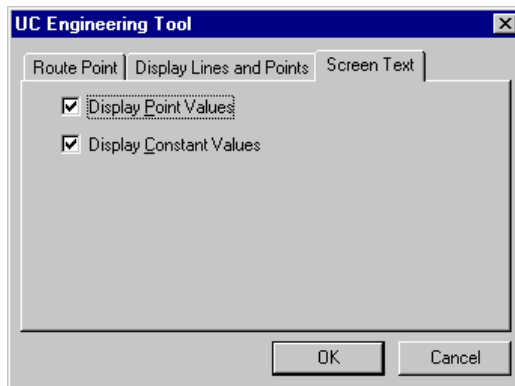 UC Engineering Tool
Route Point Display Lines and Points Screen Text
Display Point Values
Display Constant Values
OK Cancel